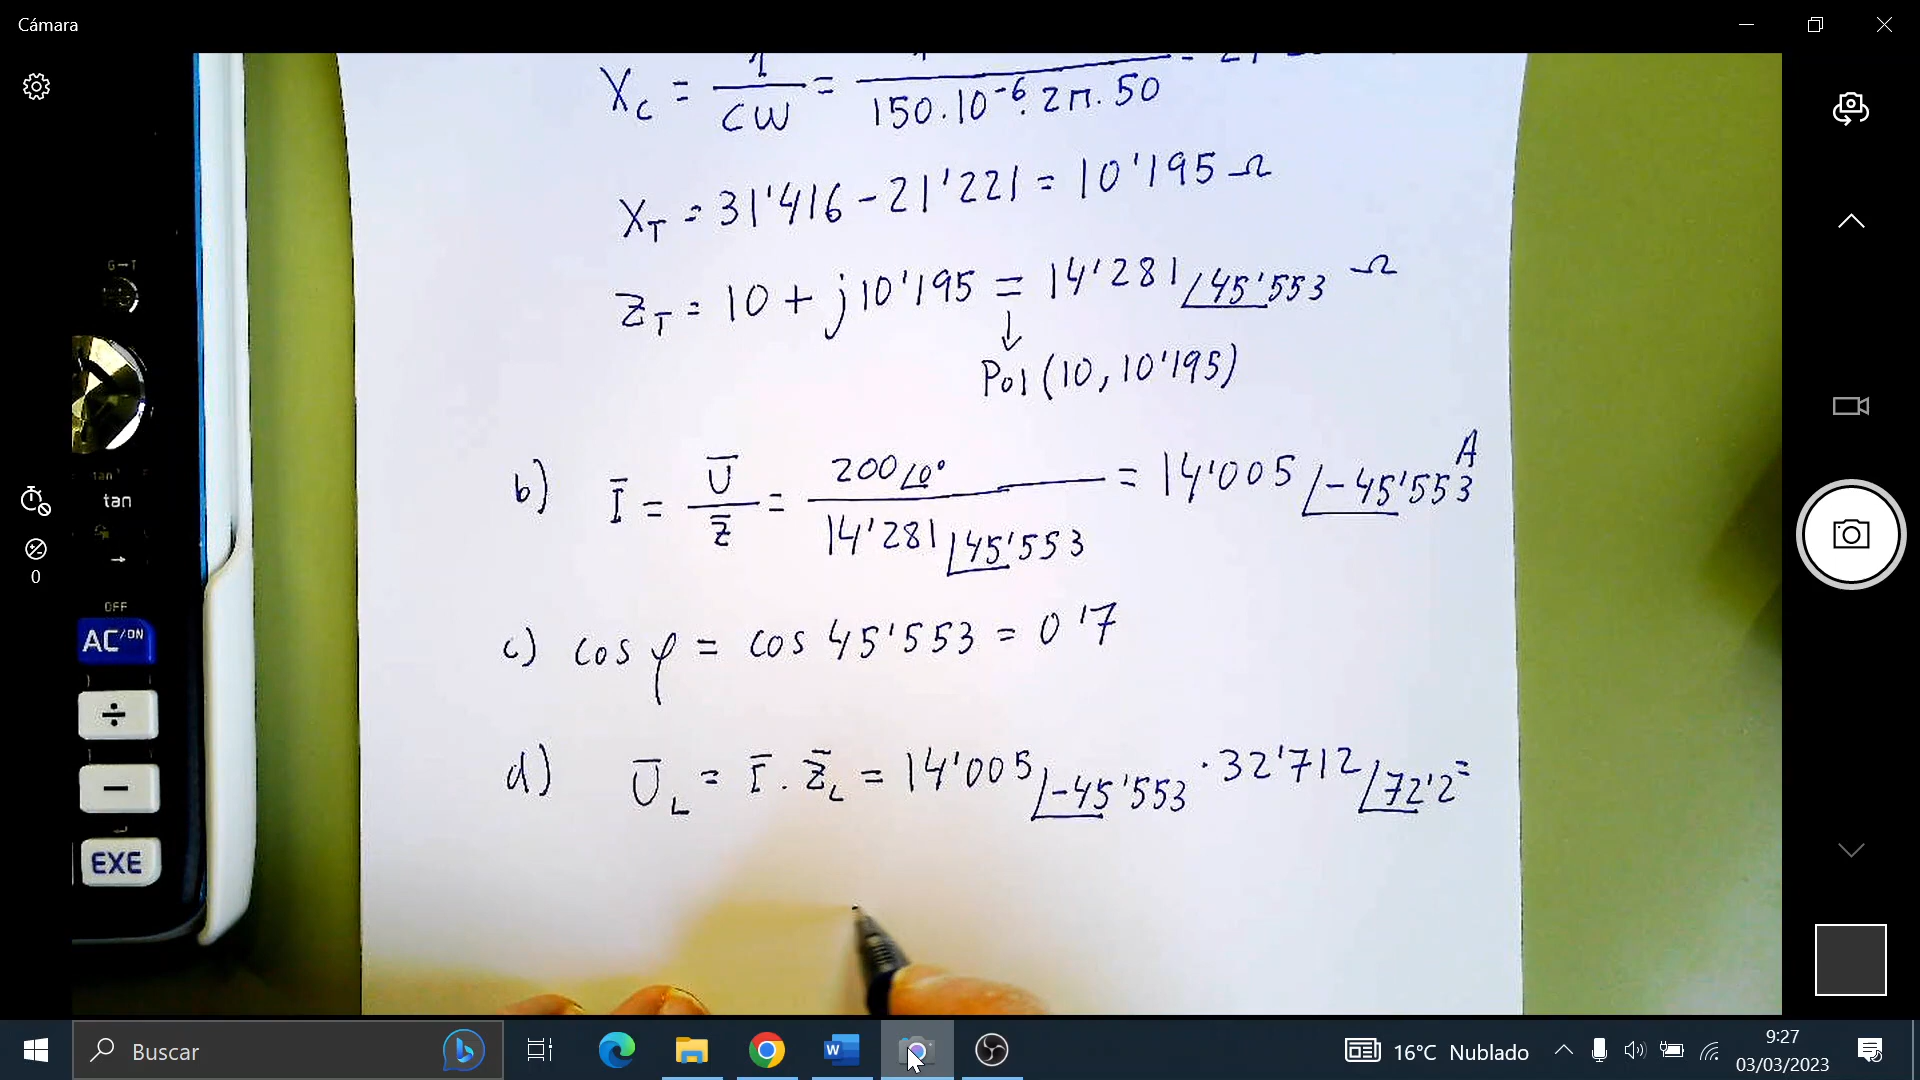 Cámara
X_C = 1/CW = 1/150.10^-6.2π.50 =
X_T = 31'416 - 21'221 = 10'195 Ω
Z_T = 10 + j10'195 = 14'281∠45'553 Ω
↓
Pol (10, 10'195)
b) Ī = Ū/Z̄ = 200∠0°/14'281∠45'553 = 14'005∠-45'553 A
c) cos φ = cos 45'553 = 0'7
d) Ū_L = Ī . Z̄_L = 14'005∠-45'553 · 32'712∠72'2 =
G→T
tan⁻¹
tan
OFF
AC/ON
÷
−
EXE
0
Buscar
16°C Nublado
9:27
03/03/2023